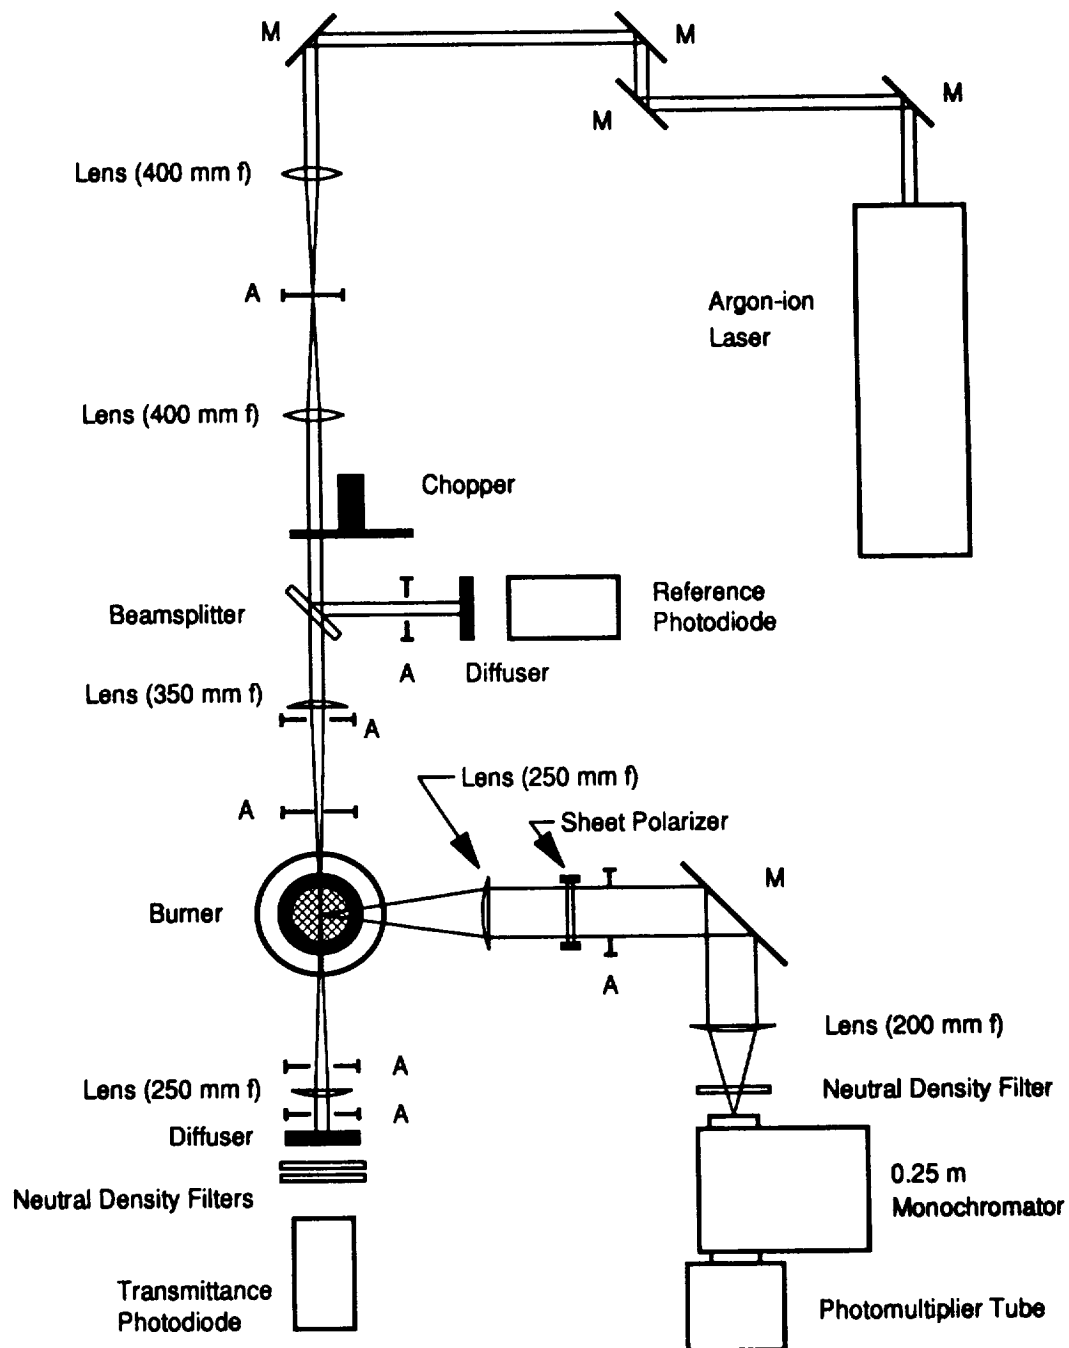 M
M
M
M
Lens (400 mm f)
A
Argon-ion
Laser
Lens (400 mm f)
Chopper
Beamsplitter
Reference
Photodiode
A
Diffuser
Lens (350 mm f)
A
Lens (250 mm f)
A
Sheet Polarizer
M
Burner
A
Lens (200 mm f)
A
Lens (250 mm f)
Neutral Density Filter
A
Diffuser
0.25 m
Monochromator
Neutral Density Filters
Transmittance
Photodiode
Photomultiplier Tube